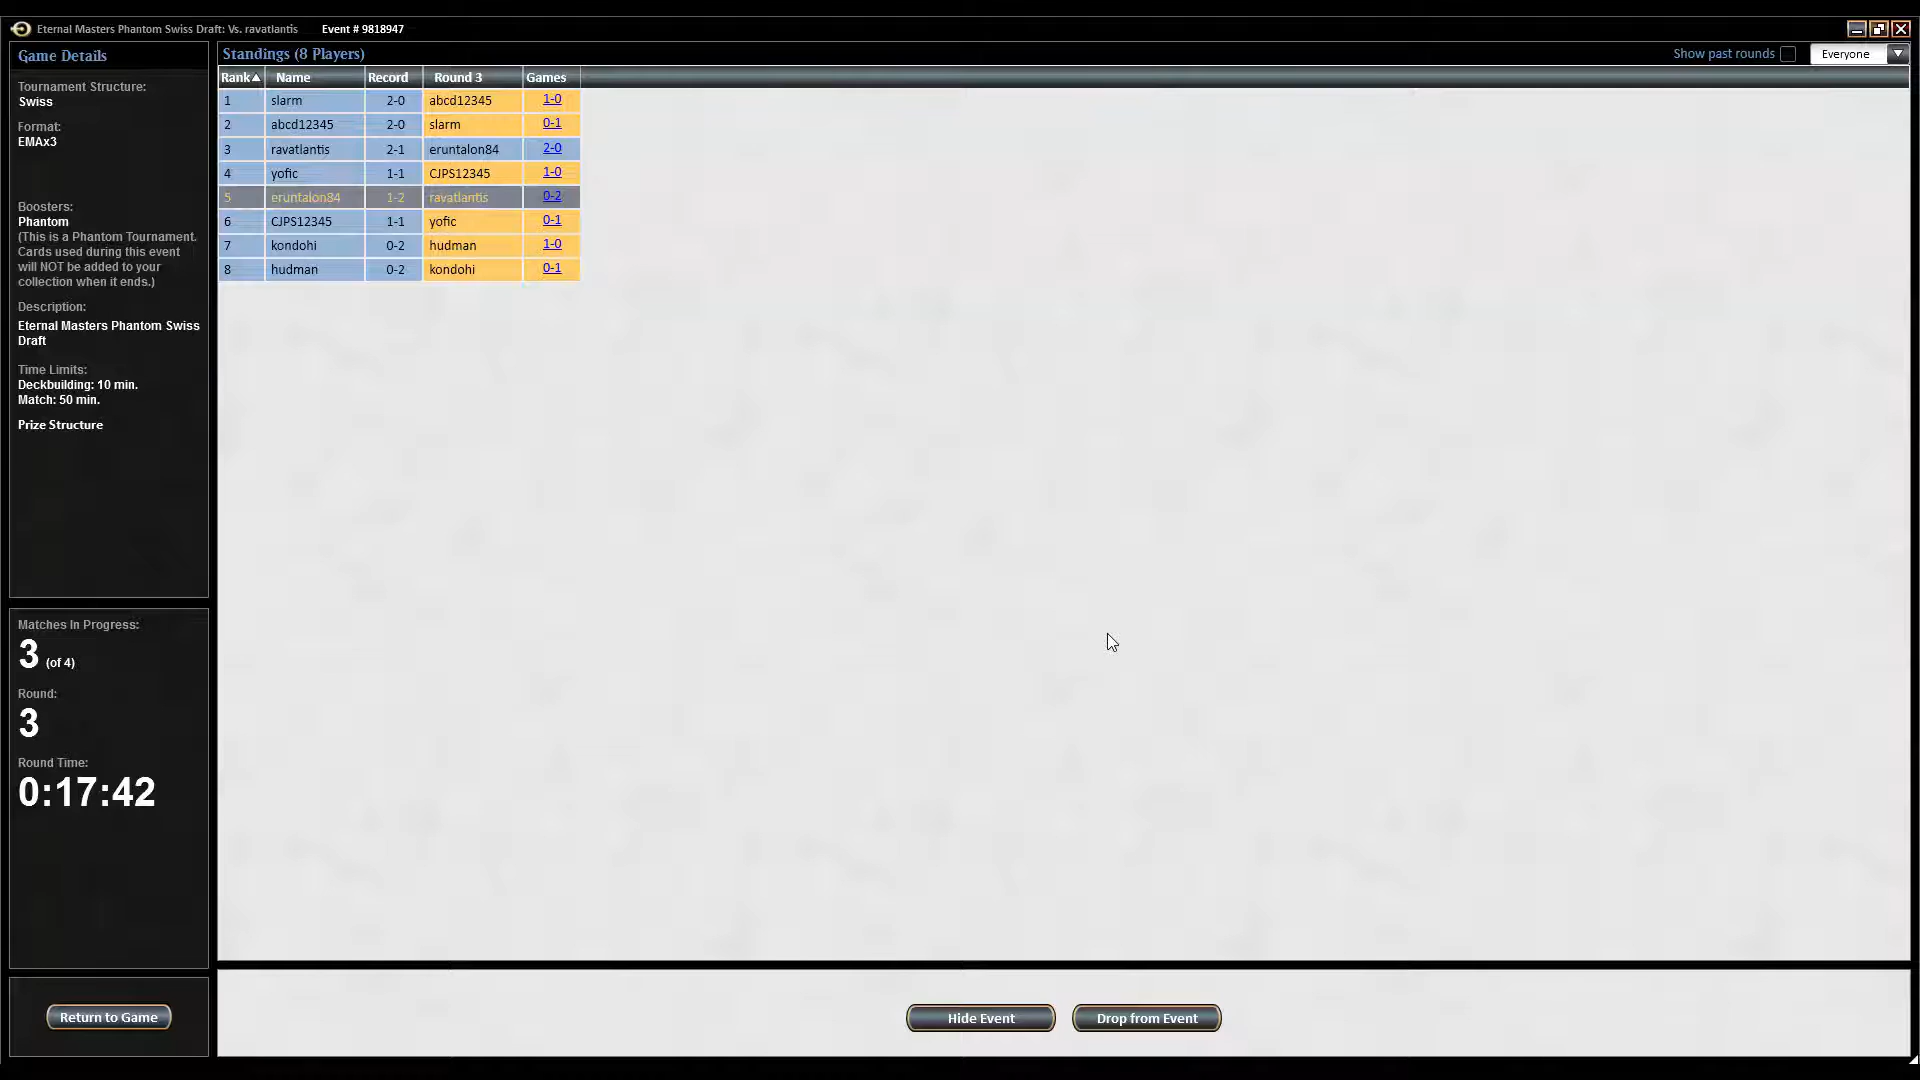 Eternal Masters Phantom Swiss Draft: Vs. ravatlantis Event # 9818947
Game Details
Tournament Structure:
Swiss
Format:
EMAx3
Boosters:
Phantom
(This is a Phantom Tournament.
Cards used during this event
will NOT be added to your
collection when it ends.)
Description:
Eternal Masters Phantom Swiss
Draft
Time Limits:
Deckbuilding: 10 min.
Match: 50 min.
Prize Structure
Matches In Progress:
3 (of 4)
Round:
3
Round Time:
0:17:42
Return to Game
Standings (8 Players) Show past rounds Everyone
Rank Name Record Round 3 Games
1 slarm 2-0 abcd12345 1-0
2 abcd12345 2-0 slarm 0-1
3 ravatlantis 2-1 eruntalon84 2-0
4 yofic 1-1 CJPS12345 1-0
5 eruntalon84 1-2 ravatlantis 0-2
6 CJPS12345 1-1 yofic 0-1
7 kondohi 0-2 hudman 1-0
8 hudman 0-2 kondohi 0-1
Hide Event Drop from Event